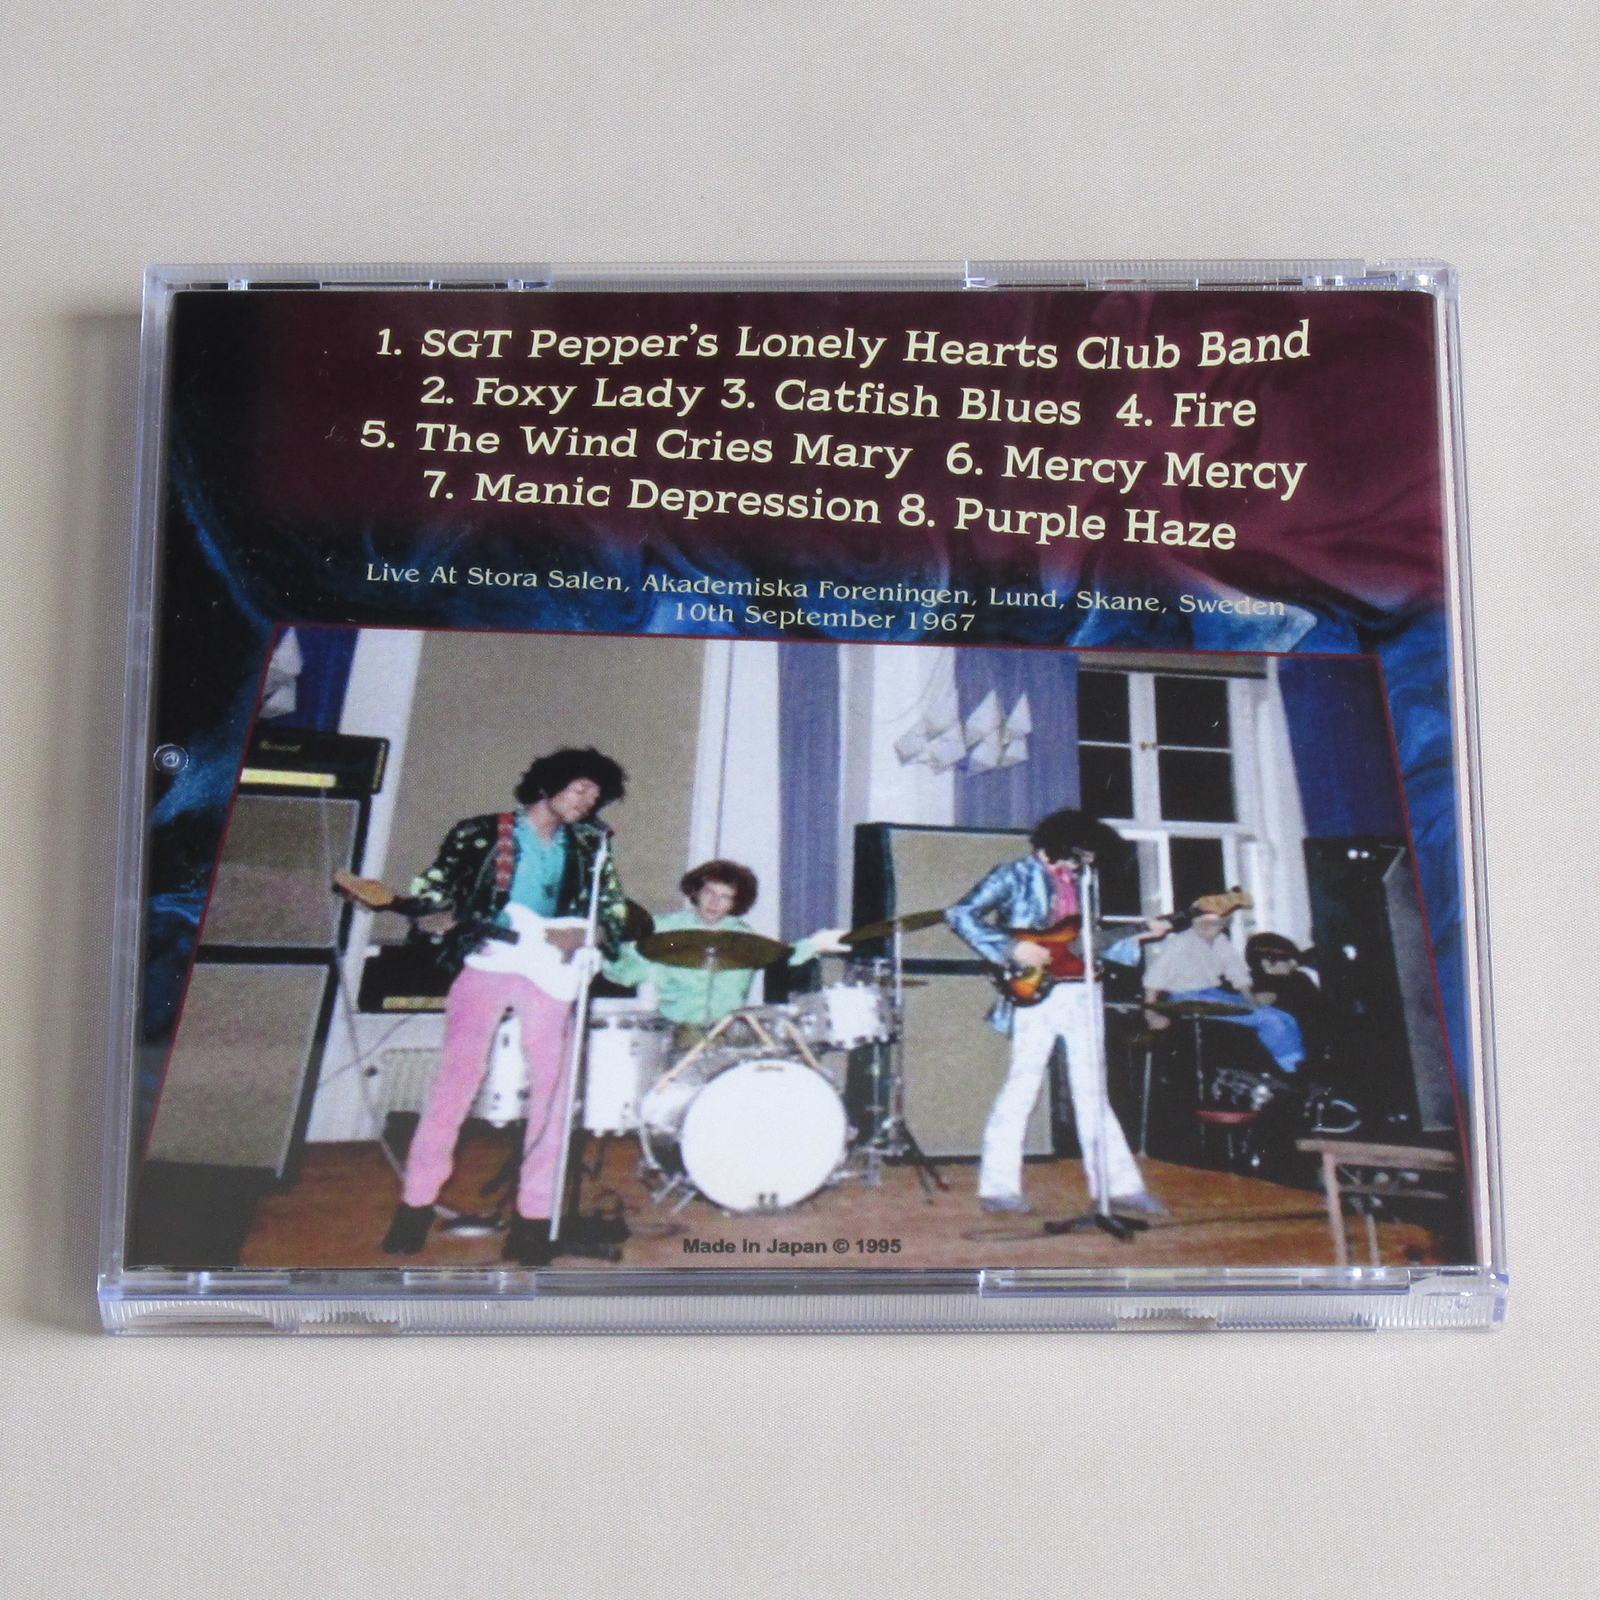 1. SGT Pepper's Lonely Hearts Club Band
2. Foxy Lady 3. Catfish Blues 4. Fire
5. The Wind Cries Mary 6. Mercy Mercy
7. Manic Depression 8. Purple Haze
Live At Stora Salen, Akademiska Foreningen, Lund, Skane, Sweden
10th September 1967
Made In Japan © 1995